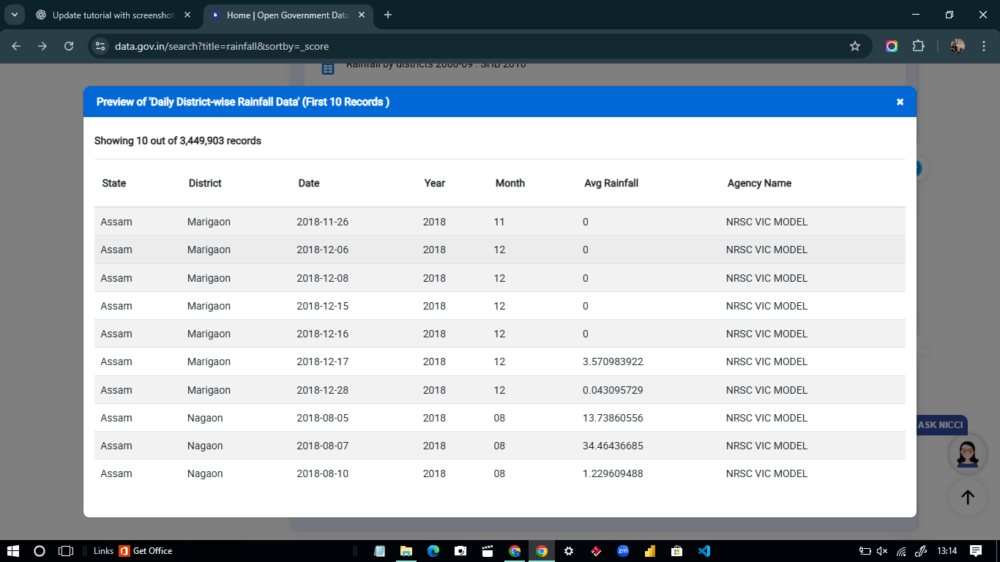 Update tutorial with screenshot
Home | Open Government Data
data.gov.in/search?title=rainfall&sortby=_score
Rainfall by districts 2008-09 : SHB 2010
Preview of 'Daily District-wise Rainfall Data' (First 10 Records )
Showing 10 out of 3,449,903 records
State District Date Year Month Avg Rainfall Agency Name
Assam Marigaon 2018-11-26 2018 11 0 NRSC VIC MODEL
Assam Marigaon 2018-12-06 2018 12 0 NRSC VIC MODEL
Assam Marigaon 2018-12-08 2018 12 0 NRSC VIC MODEL
Assam Marigaon 2018-12-15 2018 12 0 NRSC VIC MODEL
Assam Marigaon 2018-12-16 2018 12 0 NRSC VIC MODEL
Assam Marigaon 2018-12-17 2018 12 3.570983922 NRSC VIC MODEL
Assam Marigaon 2018-12-28 2018 12 0.043095729 NRSC VIC MODEL
Assam Nagaon 2018-08-05 2018 08 13.73860556 NRSC VIC MODEL
Assam Nagaon 2018-08-07 2018 08 34.46436685 NRSC VIC MODEL
Assam Nagaon 2018-08-10 2018 08 1.229609488 NRSC VIC MODEL
ASK NICCI
Links Get Office zm 13:14